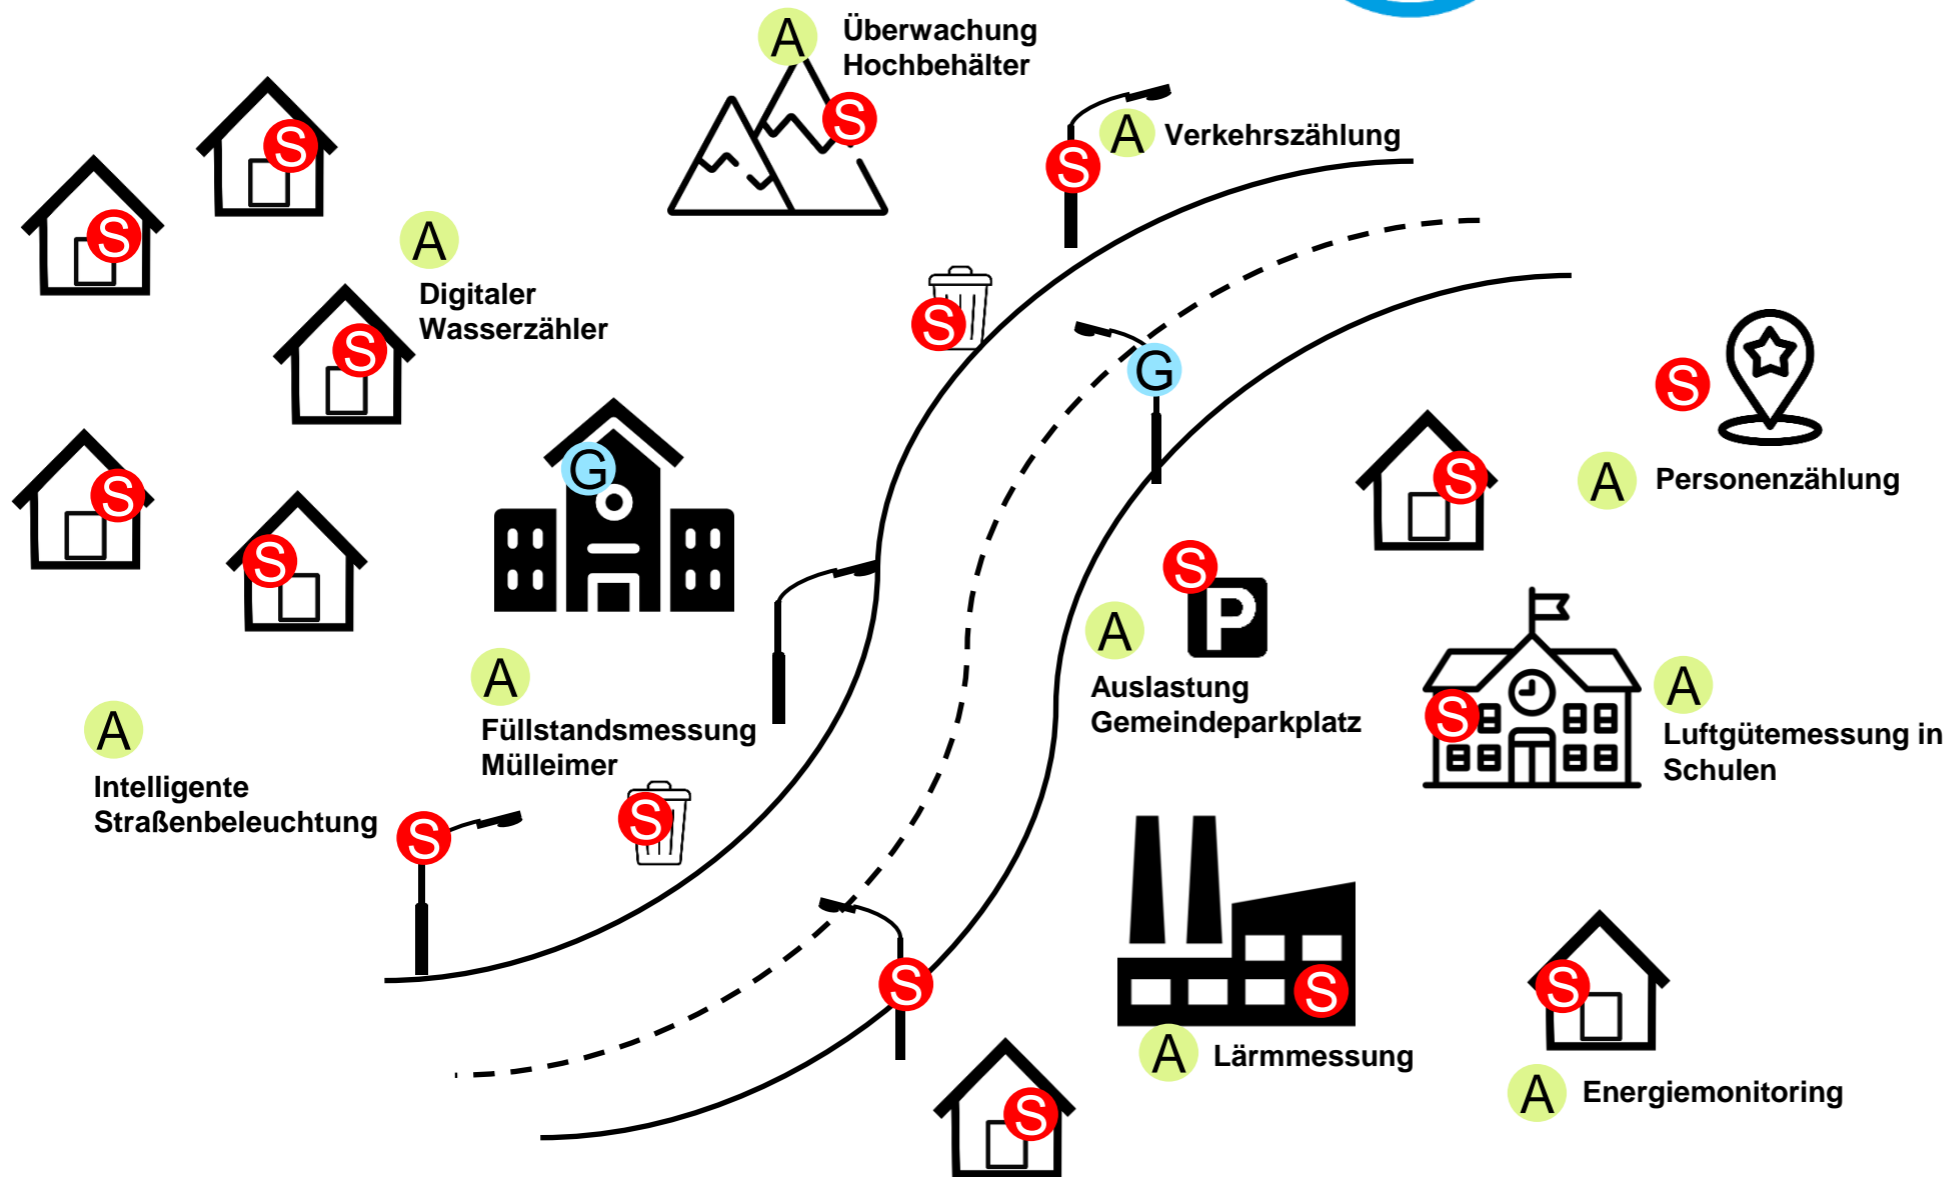 A
Überwachung
Hochbehälter
S
A
Verkehrszählung
S
S
S
A
Digitaler
Wasserzähler
S
S
G
S
Personenzählung
A
S
S
G
S
S
A
Auslastung
Gemeindeparkplatz
P
A
Füllstandsmessung
Mülleimer
S
A
Luftgütemessung in
Schulen
S
A
Intelligente
Straßenbeleuchtung
S
S
S
S
A
Lärmmessung
S
A
Energiemonitoring
S